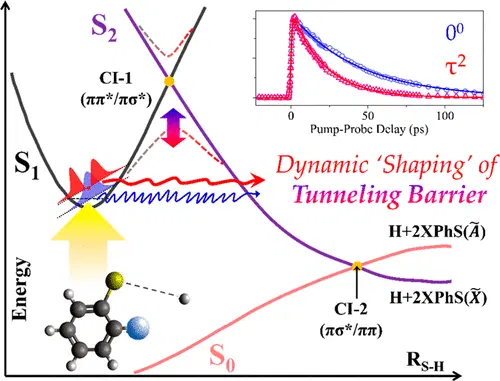 S₂
CI-1
(ππ*/πσ*)
0⁰
τ²
0 50 100
Pump-Probe Delay (ps)
S₁
Dynamic ‘Shaping’ of
Tunneling Barrier
H+2XPhS(Ã)
H+2XPhS(X̃)
CI-2
(πσ*/ππ)
S₀
Energy
R_S-H